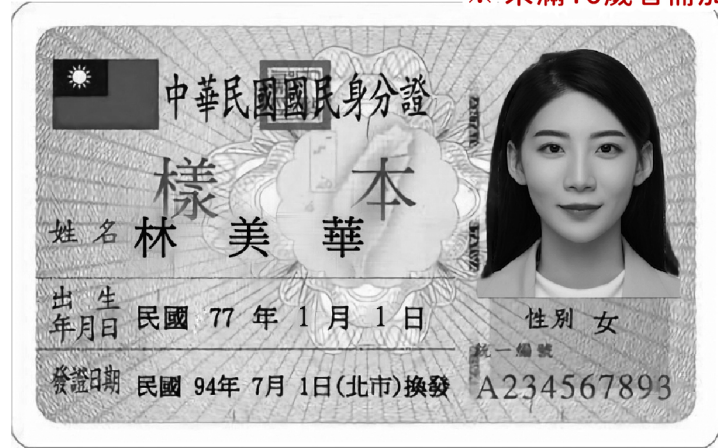 中華民國國民身分證
樣本
姓名 林美華
出生年月日 民國 77 年 1 月 1 日
性別 女
統一編號
發證日期 民國 94年 7月 1日(北市)換發
A234567893